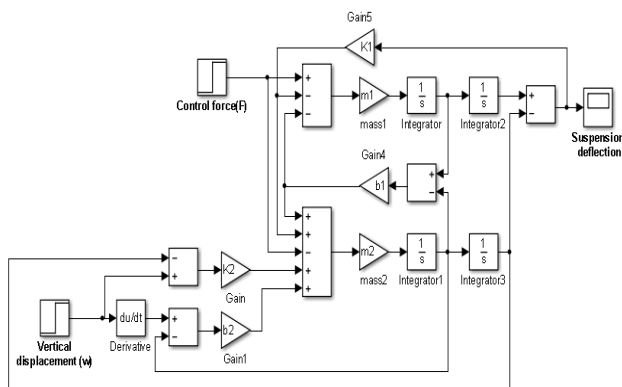 Gain5
K1
+
−
−
Control force(F)
m1
mass1
1
s
Integrator
1
s
Integrator2
+
−
Suspension
deflection
Gain4
b1
+
−
+
+
−
+
+
m2
mass2
1
s
Integrator1
1
s
Integrator3
−
+
K2
Gain
Vertical
displacement (w)
du/dt
Derivative
+
−
b2
Gain1